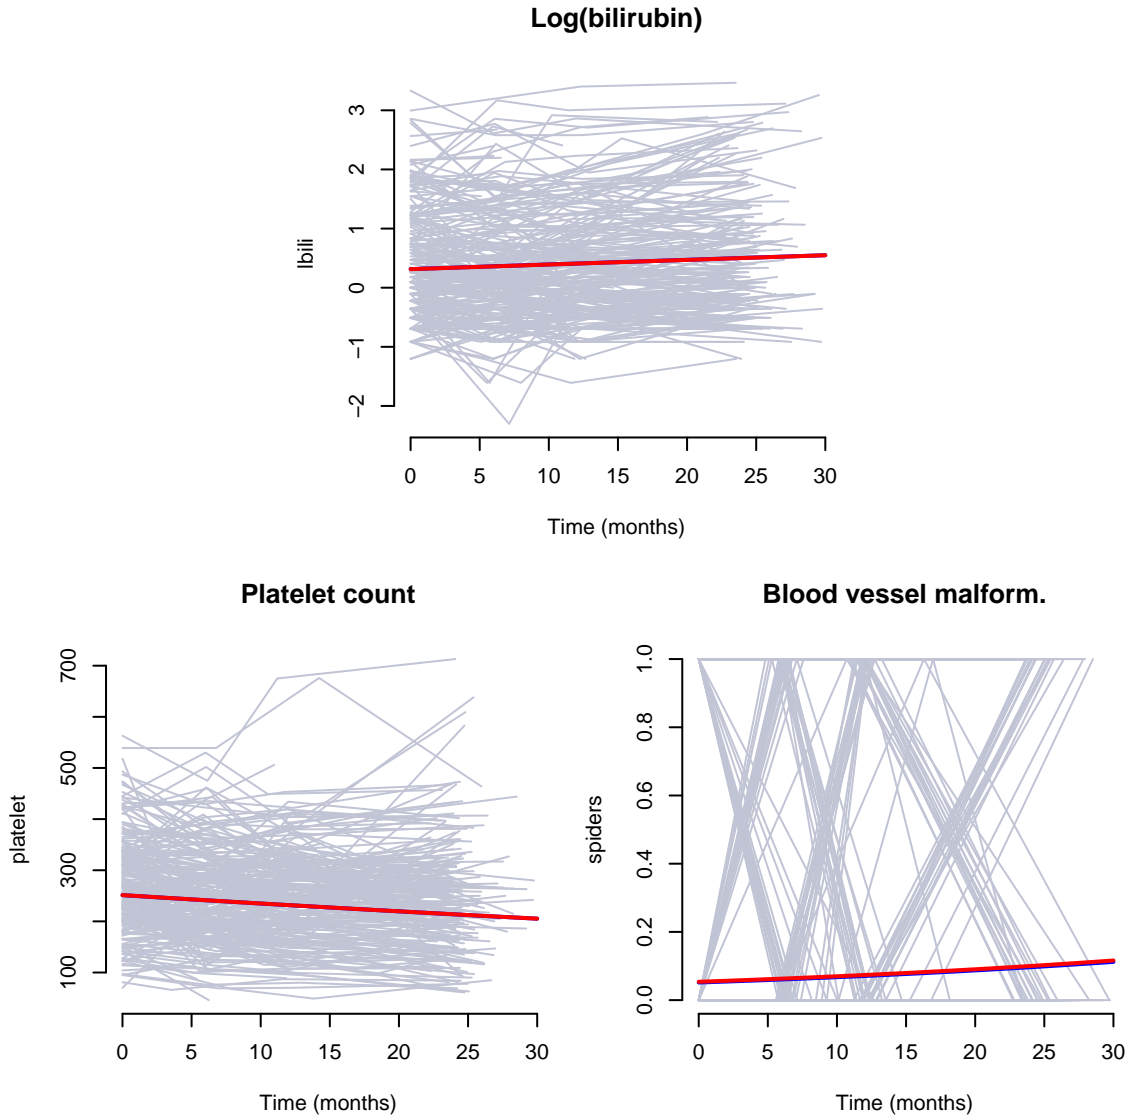 Log(bilirubin)
3
2
1
0
−1
−2
lbili
0 5 10 15 20 25 30
Time (months)
Platelet count
700
500
300
100
platelet
0 5 10 15 20 25 30
Time (months)
Blood vessel malform.
1.0
0.8
0.6
0.4
0.2
0.0
spiders
0 5 10 15 20 25 30
Time (months)